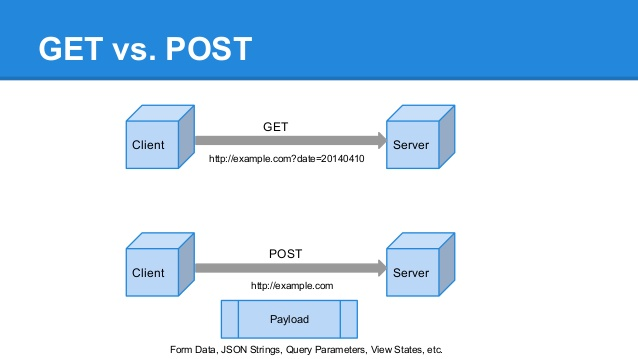 GET vs. POST
GET
Client
Server
http://example.com?date=20140410
POST
Client
Server
http://example.com
Payload
Form Data, JSON Strings, Query Parameters, View States, etc.